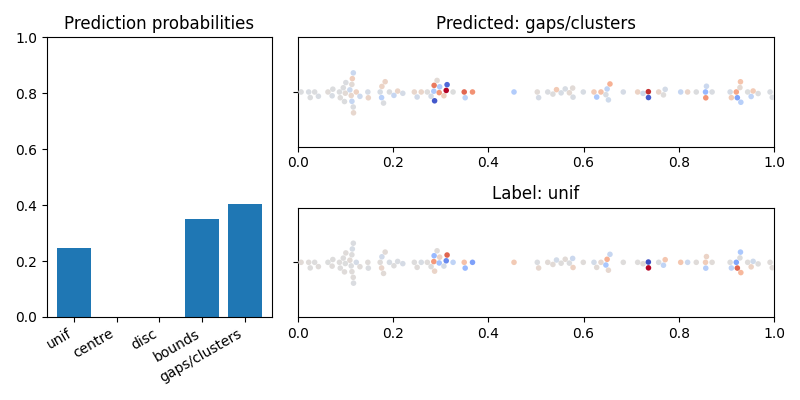 Prediction probabilities
1.0
0.8
0.6
0.4
0.2
0.0
unif
centre
disc
bounds
gaps/clusters
Predicted: gaps/clusters
0.0 0.2 0.4 0.6 0.8 1.0
Label: unif
0.0 0.2 0.4 0.6 0.8 1.0